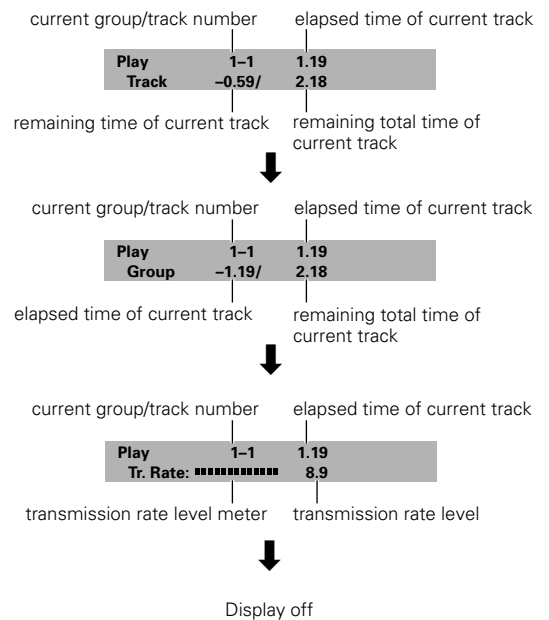 current group/track number elapsed time of current track
Play 1–1 1.19
Track –0.59/ 2.18
remaining time of current track remaining total time of
current track
current group/track number elapsed time of current track
Play 1–1 1.19
Group –1.19/ 2.18
elapsed time of current track remaining total time of
current track
current group/track number elapsed time of current track
Play 1–1 1.19
Tr. Rate: 8.9
transmission rate level meter transmission rate level
Display off